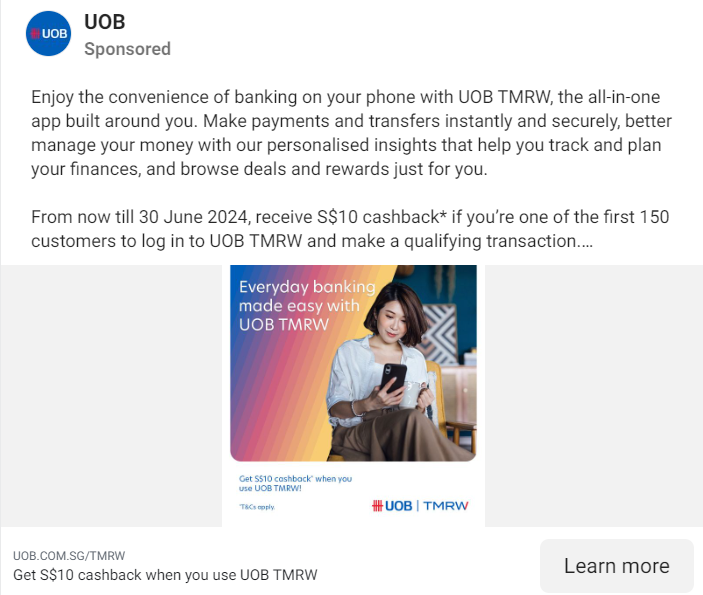 UOB
UOB
Sponsored
Enjoy the convenience of banking on your phone with UOB TMRW, the all-in-one
app built around you. Make payments and transfers instantly and securely, better
manage your money with our personalised insights that help you track and plan
your finances, and browse deals and rewards just for you.
From now till 30 June 2024, receive S$10 cashback* if you’re one of the first 150
customers to log in to UOB TMRW and make a qualifying transaction....
Everyday banking
made easy with
UOB TMRW
Get S$10 cashback* when you
use UOB TMRW!
*T&Cs apply.
UOB | TMRW
UOB.COM.SG/TMRW
Get S$10 cashback when you use UOB TMRW
Learn more